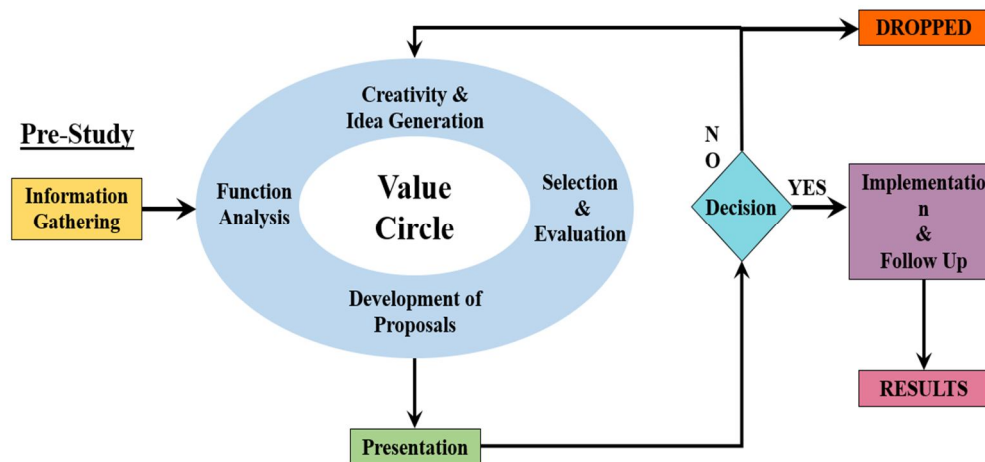 DROPPED
Creativity &
Idea Generation
Pre-Study
Information
Gathering
Function
Analysis
Value
Circle
Selection
&
Evaluation
Development of
Proposals
Presentation
N
O
Decision
YES
Implementatio
n
&
Follow Up
RESULTS